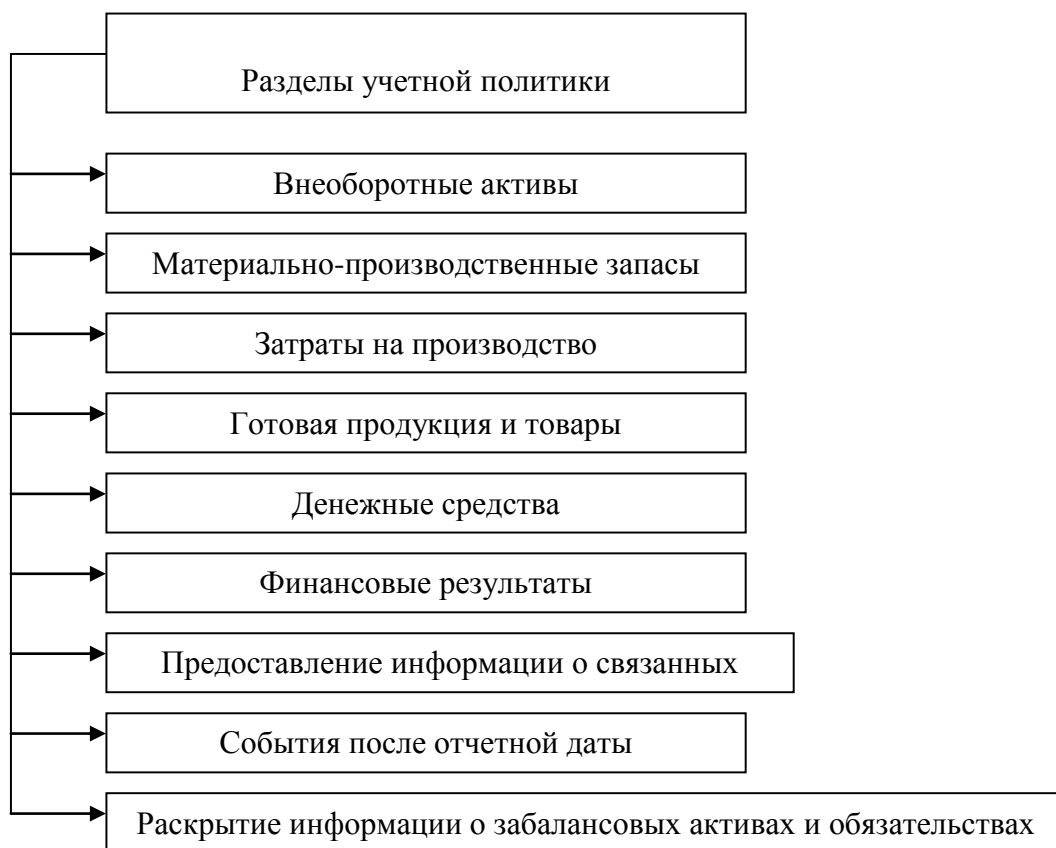 Разделы учетной политики
Внеоборотные активы
Материально-производственные запасы
Затраты на производство
Готовая продукция и товары
Денежные средства
Финансовые результаты
Предоставление информации о связанных
События после отчетной даты
Раскрытие информации о забалансовых активах и обязательствах